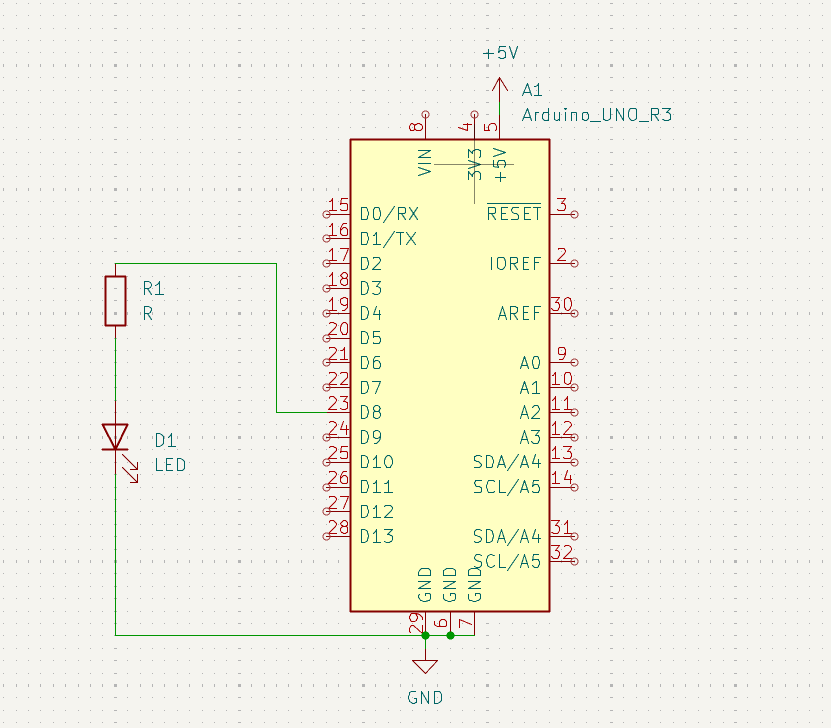 +5V
A1
Arduino_UNO_R3
8
4
5
VIN
3V3
+5V
15
D0/RX
RESET
3
16
D1/TX
17
D2
IOREF
2
R1
R
18
D3
19
D4
AREF
30
20
D5
21
D6
A0
9
22
D7
A1
10
23
D8
A2
11
D1
LED
24
D9
A3
12
25
D10
SDA/A4
13
26
D11
SCL/A5
14
27
D12
28
D13
SDA/A4
31
SCL/A5
32
GND
GND
GND
29
6
7
GND